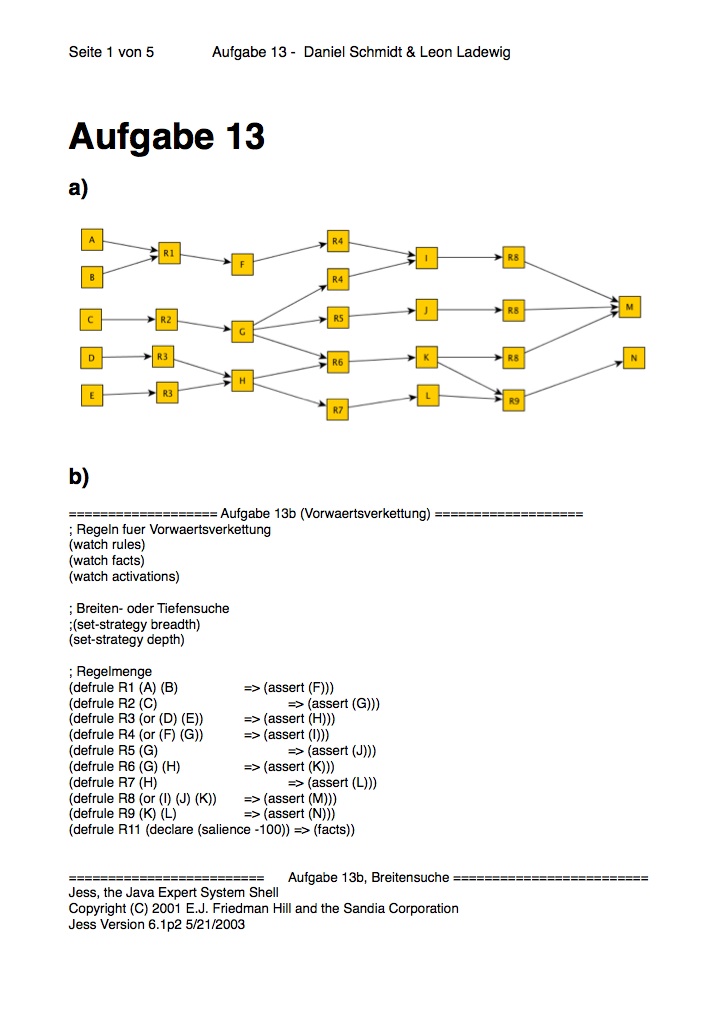 Seite 1 von 5 Aufgabe 13 - Daniel Schmidt & Leon Ladewig
Aufgabe 13
a)
A
B
C
D
E
R1
R2
R3
R3
F
G
H
R4
R4
R5
R6
R7
I
J
K
L
R8
R8
R8
R9
M
N
b)
=================== Aufgabe 13b (Vorwaertsverkettung) ===================
; Regeln fuer Vorwaertsverkettung
(watch rules)
(watch facts)
(watch activations)
; Breiten- oder Tiefensuche
;(set-strategy breadth)
(set-strategy depth)
; Regelmenge
(defrule R1 (A) (B) => (assert (F)))
(defrule R2 (C) => (assert (G)))
(defrule R3 (or (D) (E)) => (assert (H)))
(defrule R4 (or (F) (G)) => (assert (I)))
(defrule R5 (G) => (assert (J)))
(defrule R6 (G) (H) => (assert (K)))
(defrule R7 (H) => (assert (L)))
(defrule R8 (or (I) (J) (K)) => (assert (M)))
(defrule R9 (K) (L) => (assert (N)))
(defrule R11 (declare (salience -100)) => (facts))
========================= Aufgabe 13b, Breitensuche =========================
Jess, the Java Expert System Shell
Copyright (C) 2001 E.J. Friedman Hill and the Sandia Corporation
Jess Version 6.1p2 5/21/2003